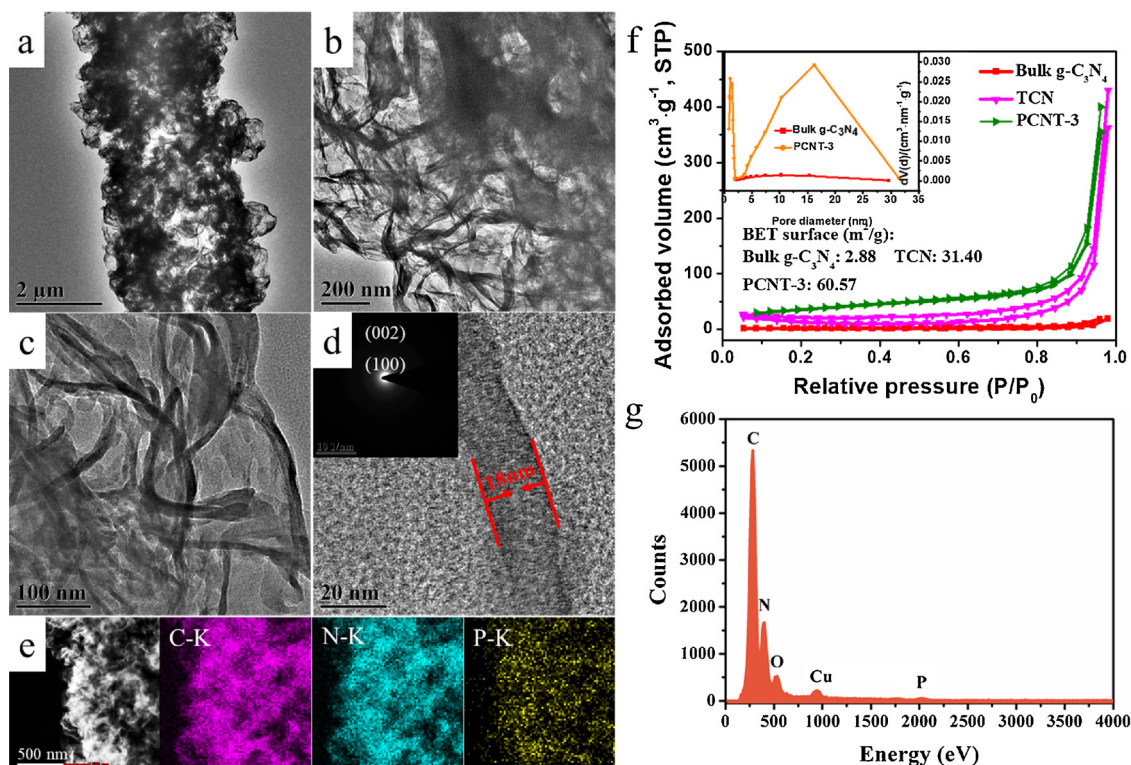 a
2 μm
b
200 nm
c
100 nm
d
(002)
(100)
10 1/nm
18nm
20 nm
e
500 nm
C-K
N-K
P-K
f
Adsorbed volume (cm³·g⁻¹, STP)
500
400
300
200
100
0
0.2
0.4
0.6
0.8
1.0
Relative pressure (P/P₀)
Bulk g-C₃N₄
TCN
PCNT-3
Bulk g-C₃N₄
PCNT-3
0.030
0.025
0.020
0.015
0.010
0.005
0.000
dV(d)/(cm³·nm⁻¹·g⁻¹)
0 5 10 15 20 25 30 35
Pore diameter (nm)
BET surface (m²/g):
Bulk g-C₃N₄: 2.88 TCN: 31.40
PCNT-3: 60.57
g
Counts
6000
5000
4000
3000
2000
1000
0
C
N
O
Cu
P
0 500 1000 1500 2000 2500 3000 3500 4000
Energy (eV)